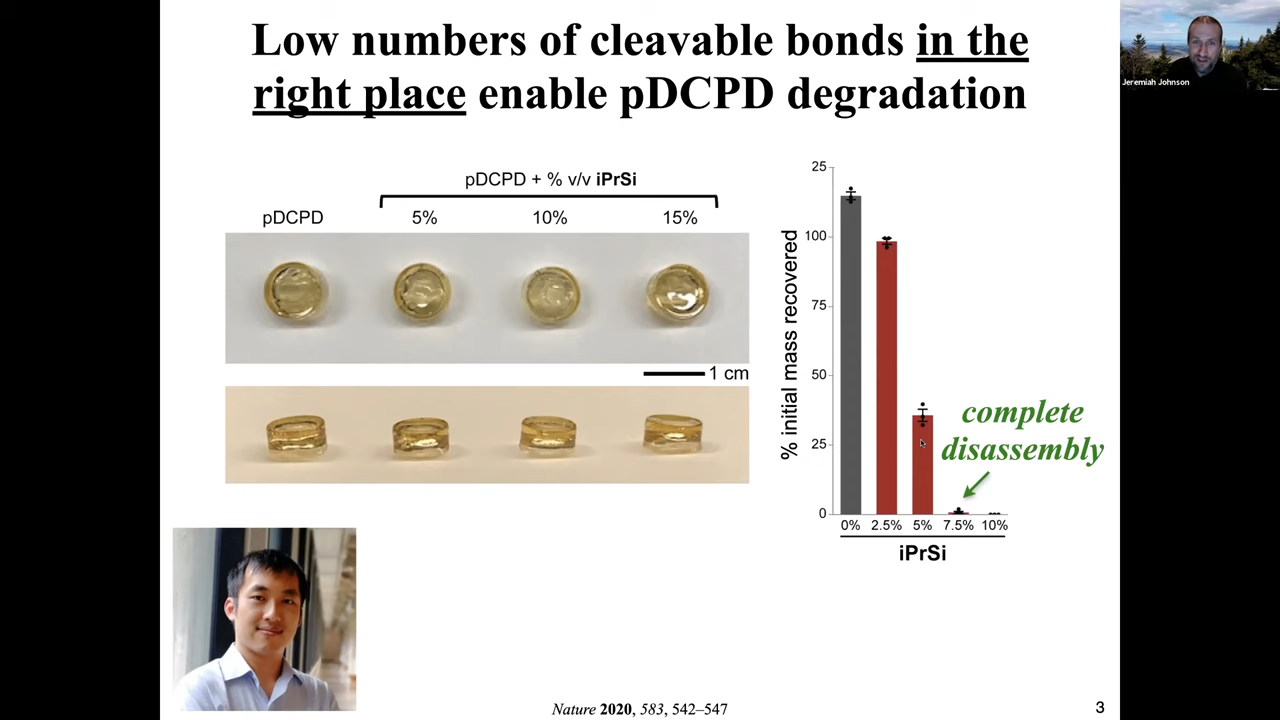 Low numbers of cleavable bonds in the
right place enable pDCPD degradation
Jeremiah Johnson
pDCPD + % v/v iPrSi
pDCPD 5% 10% 15%
1 cm
% initial mass recovered
25
100
75
50
25
0
0% 2.5% 5% 7.5% 10%
iPrSi
complete
disassembly
Nature 2020, 583, 542–547
3